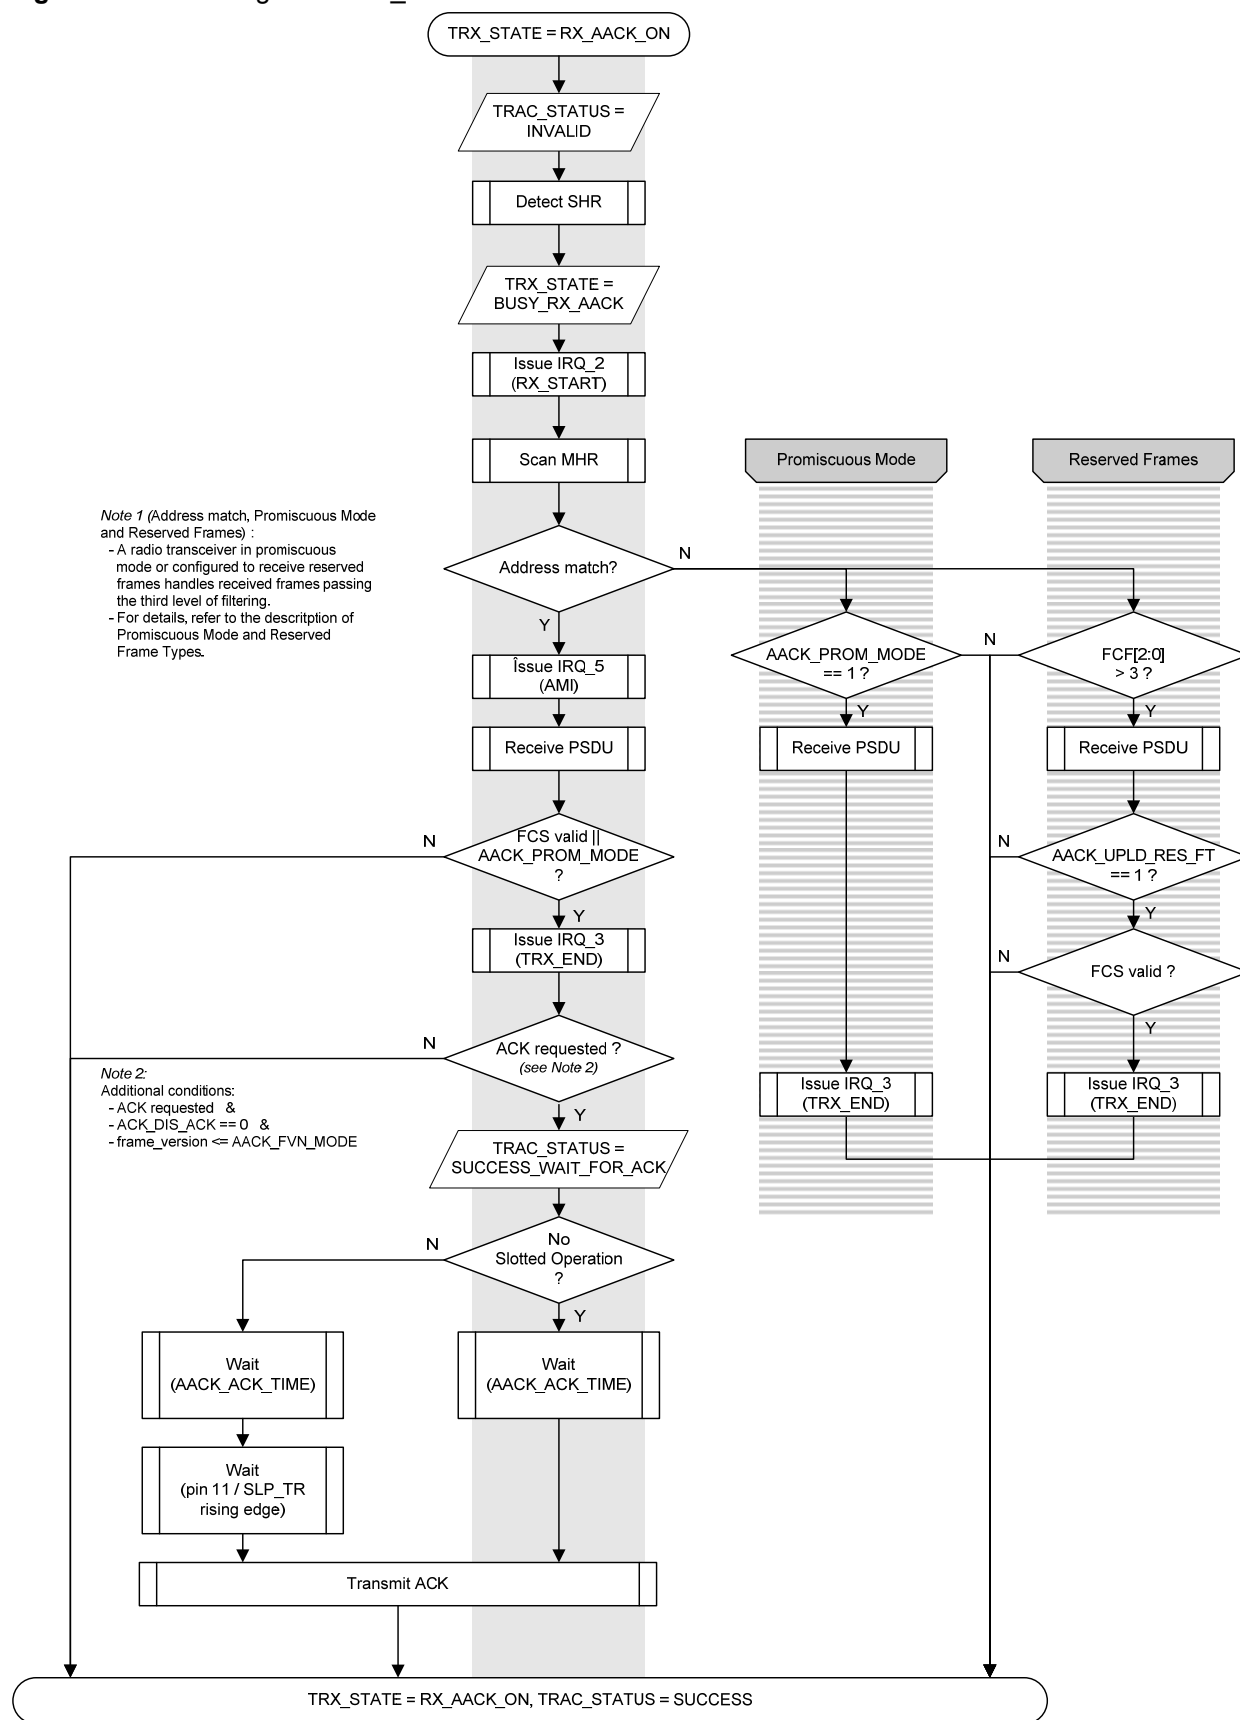 TRX_STATE = RX_AACK_ON
TRAC_STATUS =
INVALID
Detect SHR
TRX_STATE =
BUSY_RX_AACK
Issue IRQ_2
(RX_START)
Scan MHR
Promiscuous Mode
Reserved Frames
Note 1 (Address match, Promiscuous Mode
and Reserved Frames) :
- A radio transceiver in promiscuous
mode or configured to receive reserved
frames handles received frames passing
the third level of filtering.
- For details, refer to the descritption of
Promiscuous Mode and Reserved
Frame Types.
Address match?
N
Y
Îssue IRQ_5
(AMI)
AACK_PROM_MODE
== 1 ?
N
FCF[2:0]
> 3 ?
Y
Y
Receive PSDU
Receive PSDU
Receive PSDU
N
FCS valid ||
AACK_PROM_MODE
?
N
AACK_UPLD_RES_FT
== 1 ?
Y
Y
Issue IRQ_3
(TRX_END)
N
FCS valid ?
Y
N
ACK requested ?
(see Note 2)
Y
Note 2:
Additional conditions:
- ACK requested &
- ACK_DIS_ACK == 0 &
- frame_version <= AACK_FVN_MODE
Issue IRQ_3
(TRX_END)
Issue IRQ_3
(TRX_END)
TRAC_STATUS =
SUCCESS_WAIT_FOR_ACK
N
No
Slotted Operation
?
Y
Wait
(AACK_ACK_TIME)
Wait
(AACK_ACK_TIME)
Wait
(pin 11 / SLP_TR
rising edge)
Transmit ACK
TRX_STATE = RX_AACK_ON, TRAC_STATUS = SUCCESS